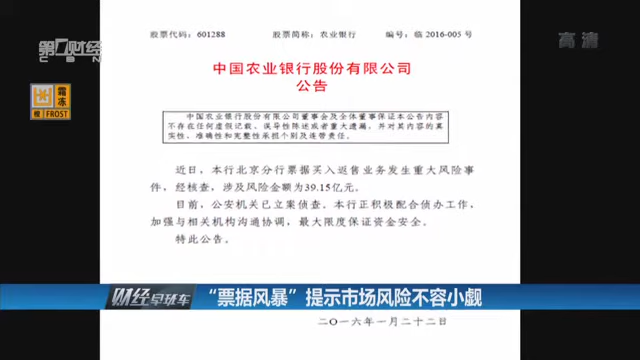 股票代码：601288 股票简称：农业银行 编号：临 2016-005 号
第一财经
CBN
高清
中国农业银行股份有限公司
公告
霜冻
橙 FROST
中国农业银行股份有限公司董事会及全体董事保证本公告内容
不存在任何虚假记载、误导性陈述或者重大遗漏，并对其内容的真
实性、准确性和完整性承担个别及连带责任。
近日，本行北京分行票据买入返售业务发生重大风险事
件，经核查，涉及风险金额为39.15亿元。
目前，公安机关已立案侦查。本行正积极配合侦办工作，
加强与相关机构沟通协调，最大限度保证资金安全。
特此公告。
财经早班车 “票据风暴”提示市场风险不容小觑
二〇一六年一月二十二日